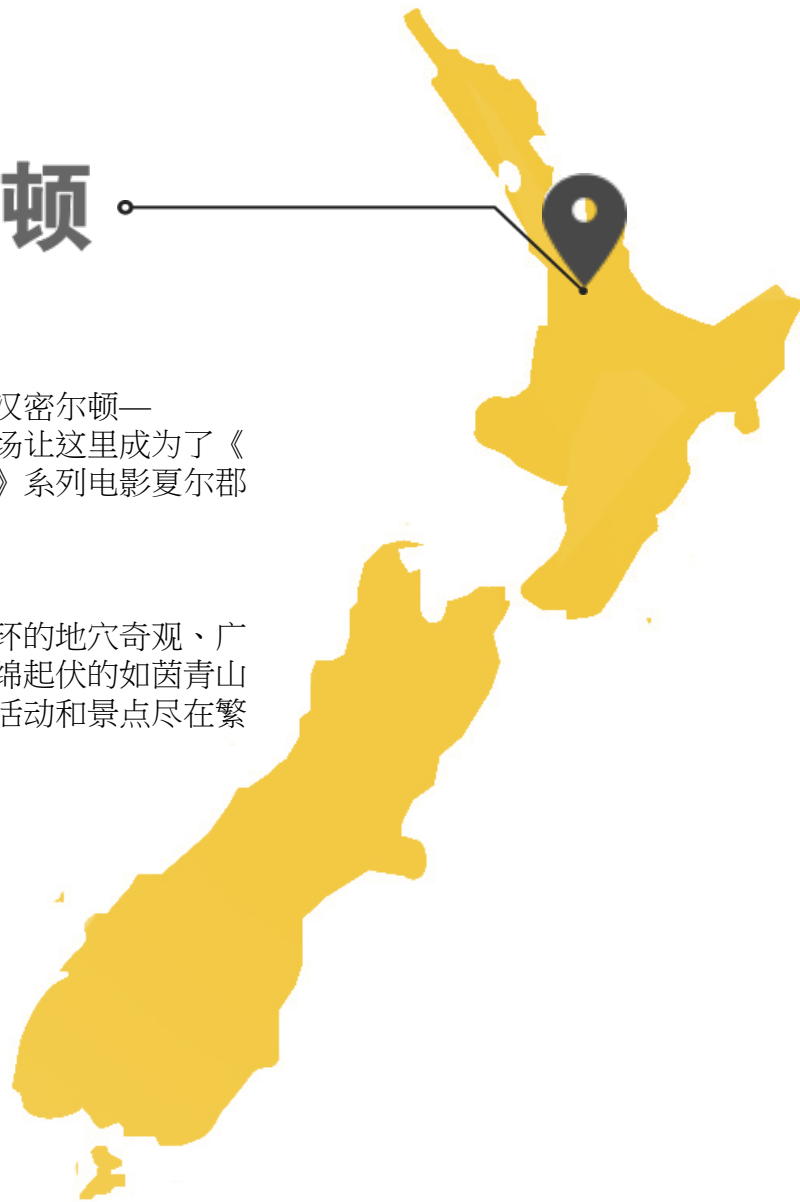 顿
汉密尔顿—
场让这里成为了《
》系列电影夏尔郡
环的地穴奇观、广
绵起伏的如茵青山
活动和景点尽在繁